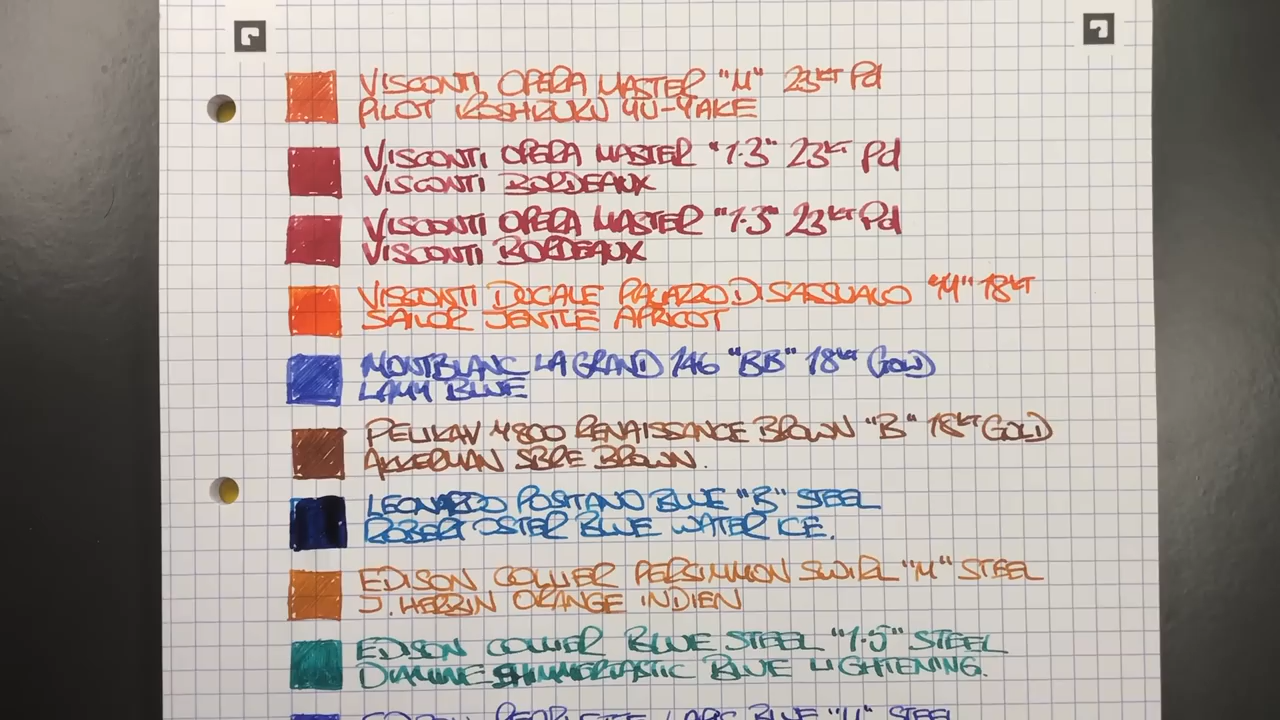 VISCONTI OPERA MASTER "M" 23KT Pd
PILOT IROSHIZUKU YU-YAKE
VISCONTI OPERA MASTER "1.3" 23KT Pd
VISCONTI BORDEAUX
VISCONTI OPERA MASTER "1.3" 23KT Pd
VISCONTI BORDEAUX
VISCONTI DUCALE PALAZZO DI SASSUALO "M" 18KT
SAILOR JENTLE APRICOT
MONTBLANC LA GRAND 146 "BB" 18KT (GOLD)
LAMY BLUE
PELIKAN M800 RENAISSANCE BROWN "B" 18KT (GOLD)
AKKERMAN SBRE BROWN.
LEONARDO POSITANO BLUE "B" STEEL
ROBERT OSTER BLUE WATER ICE.
EDISON COLLIER PERSIMMON SWIRL "M" STEEL
J. HERBIN ORANGE INDIEN
EDISON COLLIER BLUE STEEL "1.5" STEEL
DIAMINE SHIMMERTASTIC BLUE LIGHTENING.